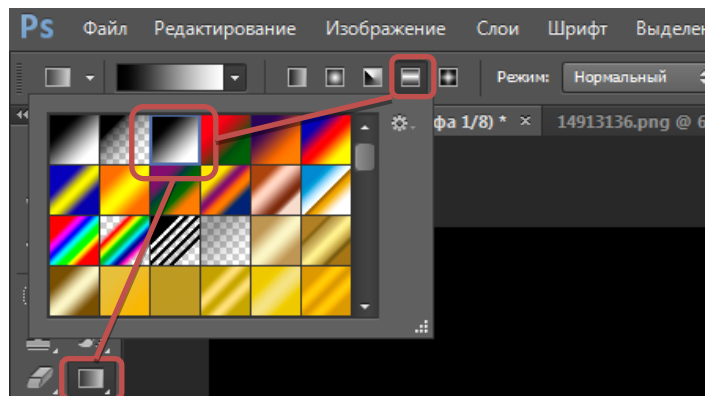 Ps Файл Редактирование Изображение Слои Шрифт Выделен
Режим: Нормальный
фа 1/8) * × 14913136.png @ 6